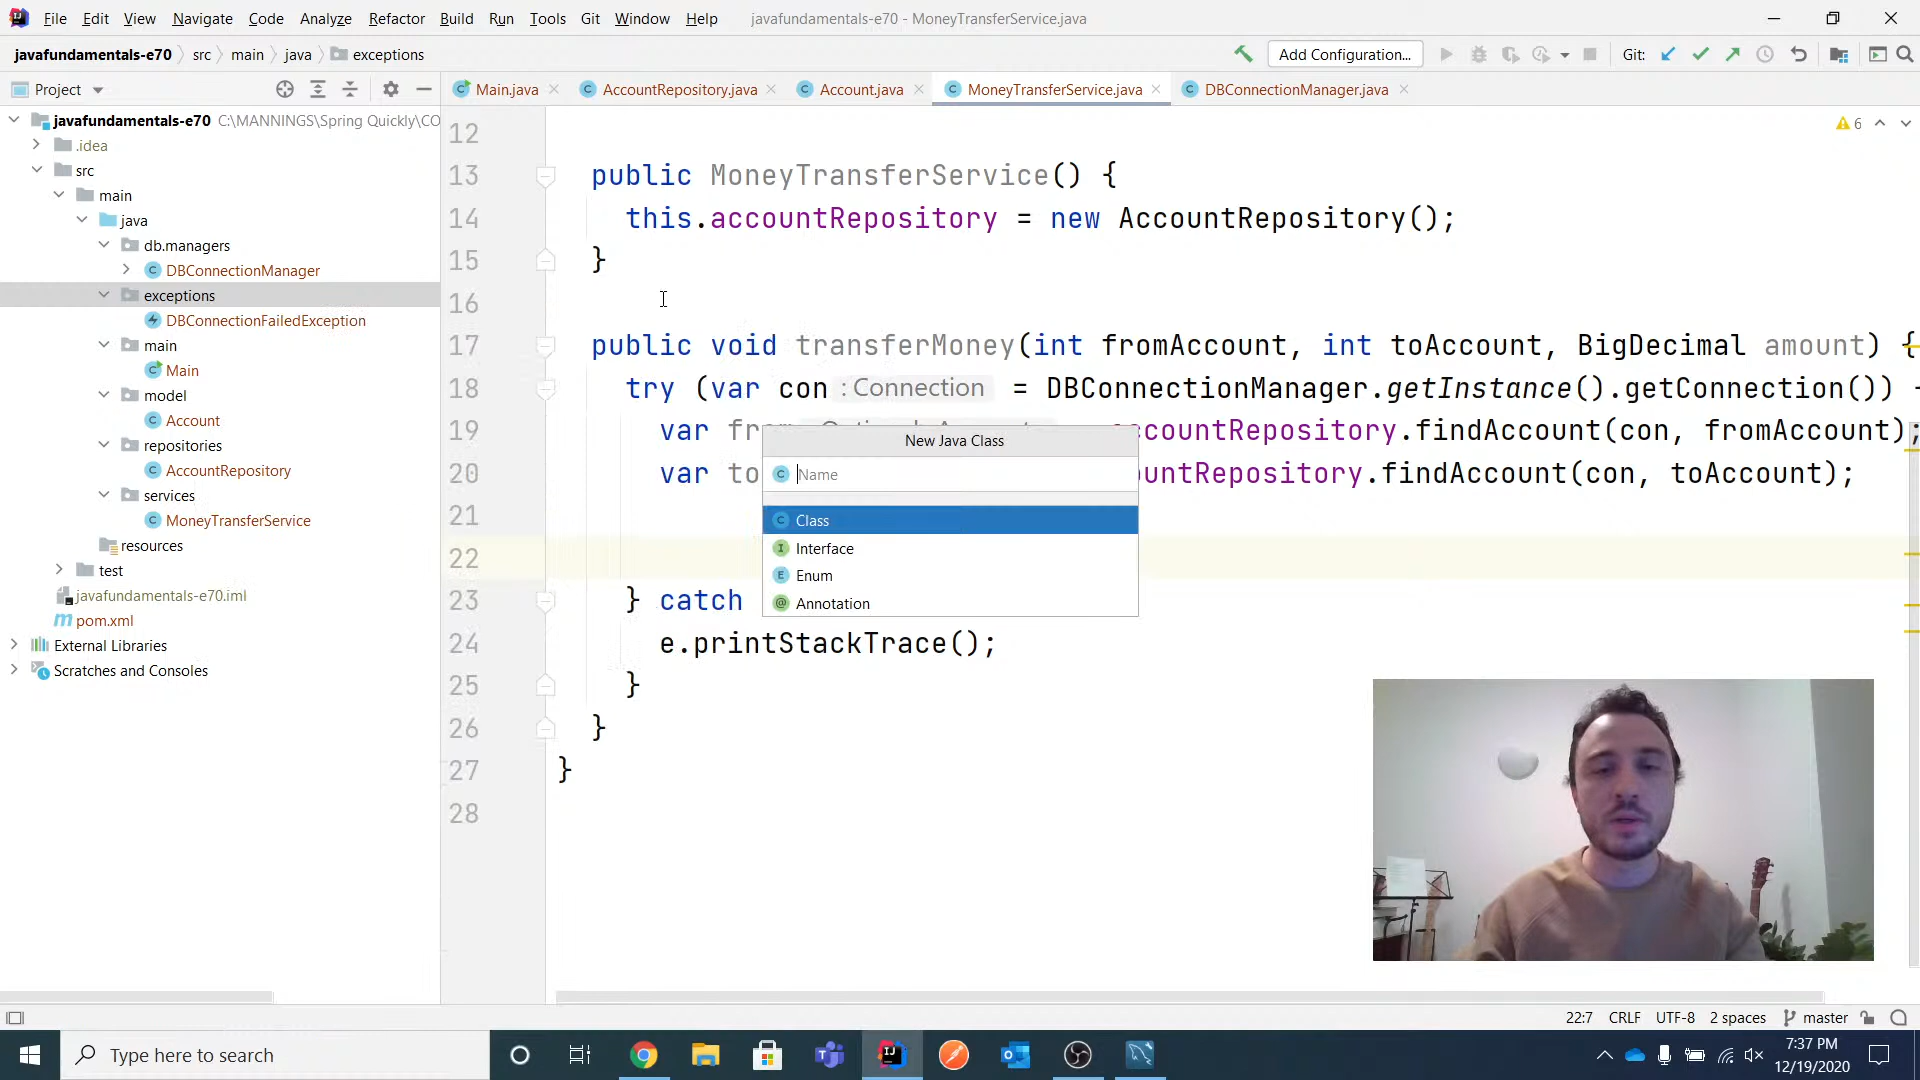 File Edit View Navigate Code Analyze Refactor Build Run Tools Git Window Help javafundamentals-e70 - MoneyTransferService.java
javafundamentals-e70 src main java exceptions Add Configuration... Git:
Project Main.java AccountRepository.java Account.java MoneyTransferService.java DBConnectionManager.java
javafundamentals-e70 C:\MANNINGS\Spring Quickly\CO
.idea
src
main
java
db.managers
DBConnectionManager
exceptions
DBConnectionFailedException
main
Main
model
Account
repositories
AccountRepository
services
MoneyTransferService
resources
test
javafundamentals-e70.iml
pom.xml
External Libraries
Scratches and Consoles
6
12
13 public MoneyTransferService() {
14 this.accountRepository = new AccountRepository();
15 }
16
17 public void transferMoney(int fromAccount, int toAccount, BigDecimal amount) {
18 try (var con : Connection = DBConnectionManager.getInstance().getConnection())
19 var from ccountRepository.findAccount(con, fromAccount);
20 var to ountRepository.findAccount(con, toAccount);
21
22
23 } catch
24 e.printStackTrace();
25 }
26 }
27 }
28
New Java Class
Name
Class
Interface
Enum
Annotation
22:7 CRLF UTF-8 2 spaces master
Type here to search
7:37 PM
12/19/2020